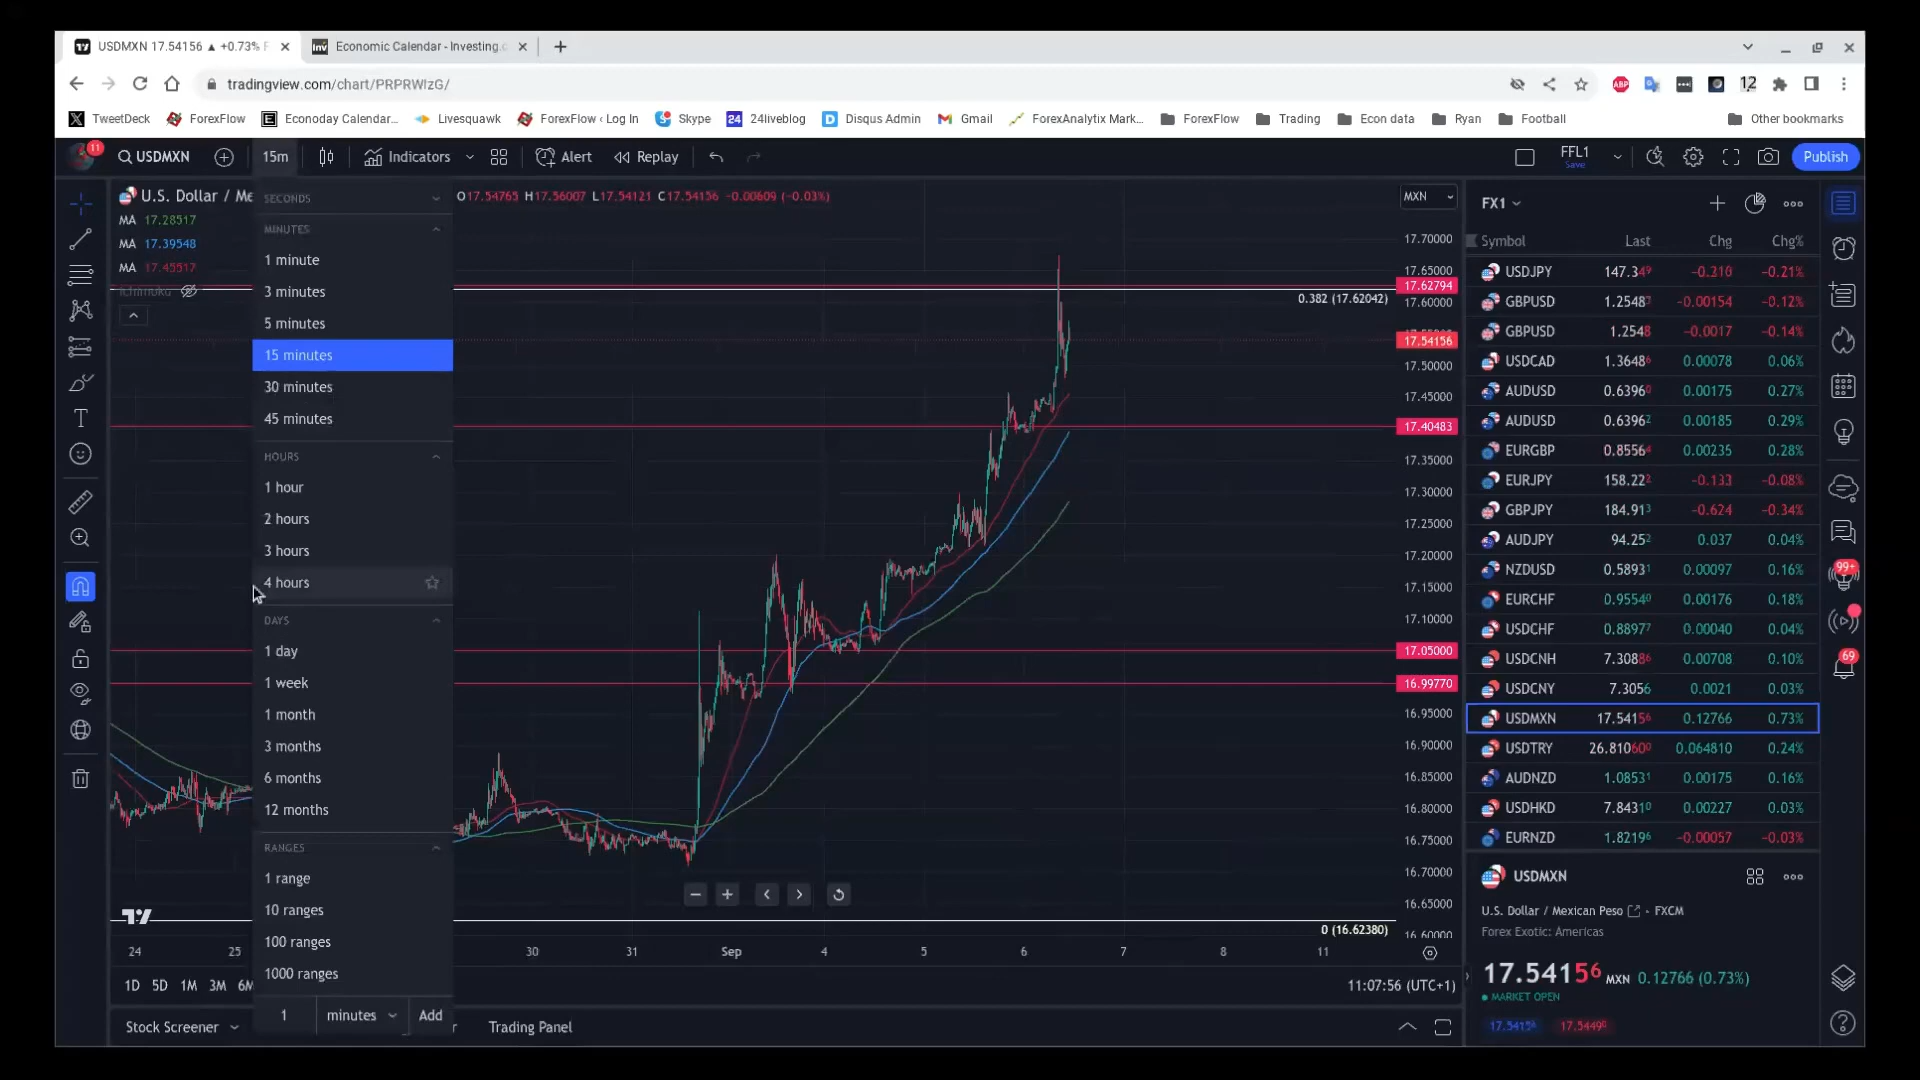 USDMXN 17.54156 ▲ +0.73% F
Economic Calendar - Investing.c
tradingview.com/chart/PRPRWlzG/
TweetDeck
ForexFlow
Econoday Calendar...
Livesquawk
ForexFlow ‹ Log In
Skype
24liveblog
Disqus Admin
Gmail
ForexAnalytix Mark...
ForexFlow
Trading
Econ data
Ryan
Football
Other bookmarks
11
USDMXN
15m
Indicators
Alert
Replay
FFL1
Save
Publish
U.S. Dollar / Me
O17.54765 H17.56007 L17.54121 C17.54156 -0.00609 (-0.03%)
MXN
MA 17.28517
MA 17.39548
MA 17.45517
Ichimoku
SECONDS
MINUTES
1 minute
3 minutes
5 minutes
15 minutes
30 minutes
45 minutes
HOURS
1 hour
2 hours
3 hours
4 hours
DAYS
1 day
1 week
1 month
3 months
6 months
12 months
RANGES
1 range
10 ranges
100 ranges
1000 ranges
1 minutes Add
0.382 (17.62042)
0 (16.62380)
17.70000
17.65000
17.62794
17.60000
17.54156
17.50000
17.45000
17.40483
17.35000
17.30000
17.25000
17.20000
17.15000
17.10000
17.05000
16.99770
16.95000
16.90000
16.85000
16.80000
16.75000
16.70000
16.65000
16.60000
24 25 30 31 Sep 4 5 6 7 8 11
1D 5D 1M 3M 6M
11:07:56 (UTC+1)
Stock Screener
Trading Panel
FX1
Symbol Last Chg Chg%
USDJPY 147.349 -0.310 -0.21%
GBPUSD 1.25487 -0.00154 -0.12%
GBPUSD 1.2548 -0.0017 -0.14%
USDCAD 1.36486 0.00078 0.06%
AUDUSD 0.63960 0.00175 0.27%
AUDUSD 0.63962 0.00185 0.29%
EURGBP 0.85564 0.00235 0.28%
EURJPY 158.222 -0.133 -0.08%
GBPJPY 184.913 -0.624 -0.34%
AUDJPY 94.252 0.037 0.04%
NZDUSD 0.58931 0.00097 0.16%
EURCHF 0.95540 0.00176 0.18%
USDCHF 0.88977 0.00040 0.04%
USDCNH 7.30886 0.00708 0.10%
USDCNY 7.3056 0.0021 0.03%
USDMXN 17.54156 0.12766 0.73%
USDTRY 26.810600 0.064810 0.24%
AUDNZD 1.08531 0.00175 0.16%
USDHKD 7.84310 0.00227 0.03%
EURNZD 1.82196 -0.00057 -0.03%
USDMXN
U.S. Dollar / Mexican Peso • FXCM
Forex Exotic: Americas
17.54156 MXN 0.12766 (0.73%)
MARKET OPEN
99+
69